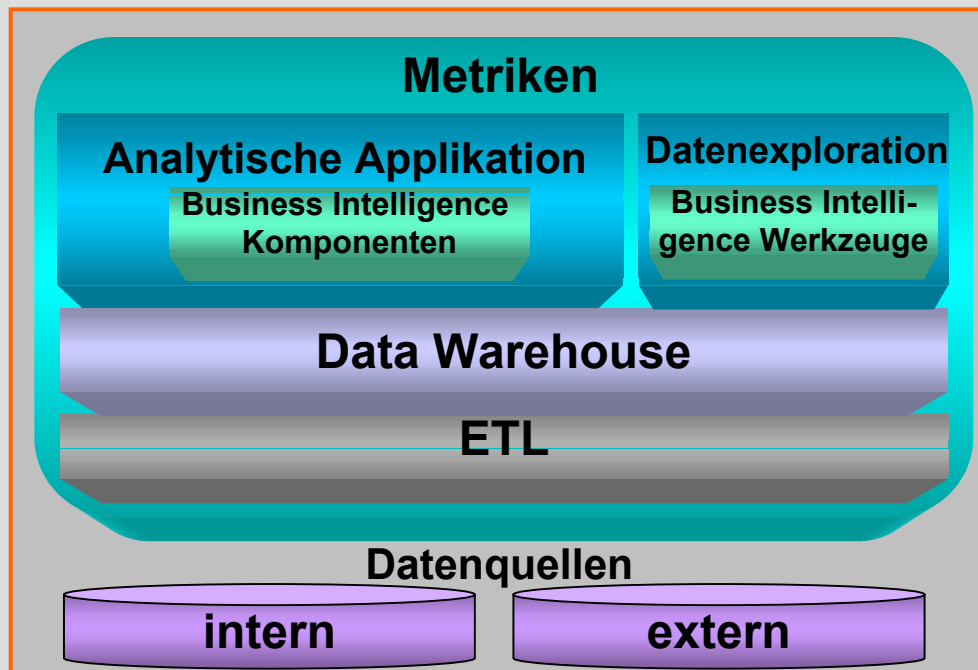 Metriken
Analytische Applikation
Business Intelligence
Komponenten
Datenexploration
Business Intelli-
gence Werkzeuge
Data Warehouse
ETL
Datenquellen
intern
extern